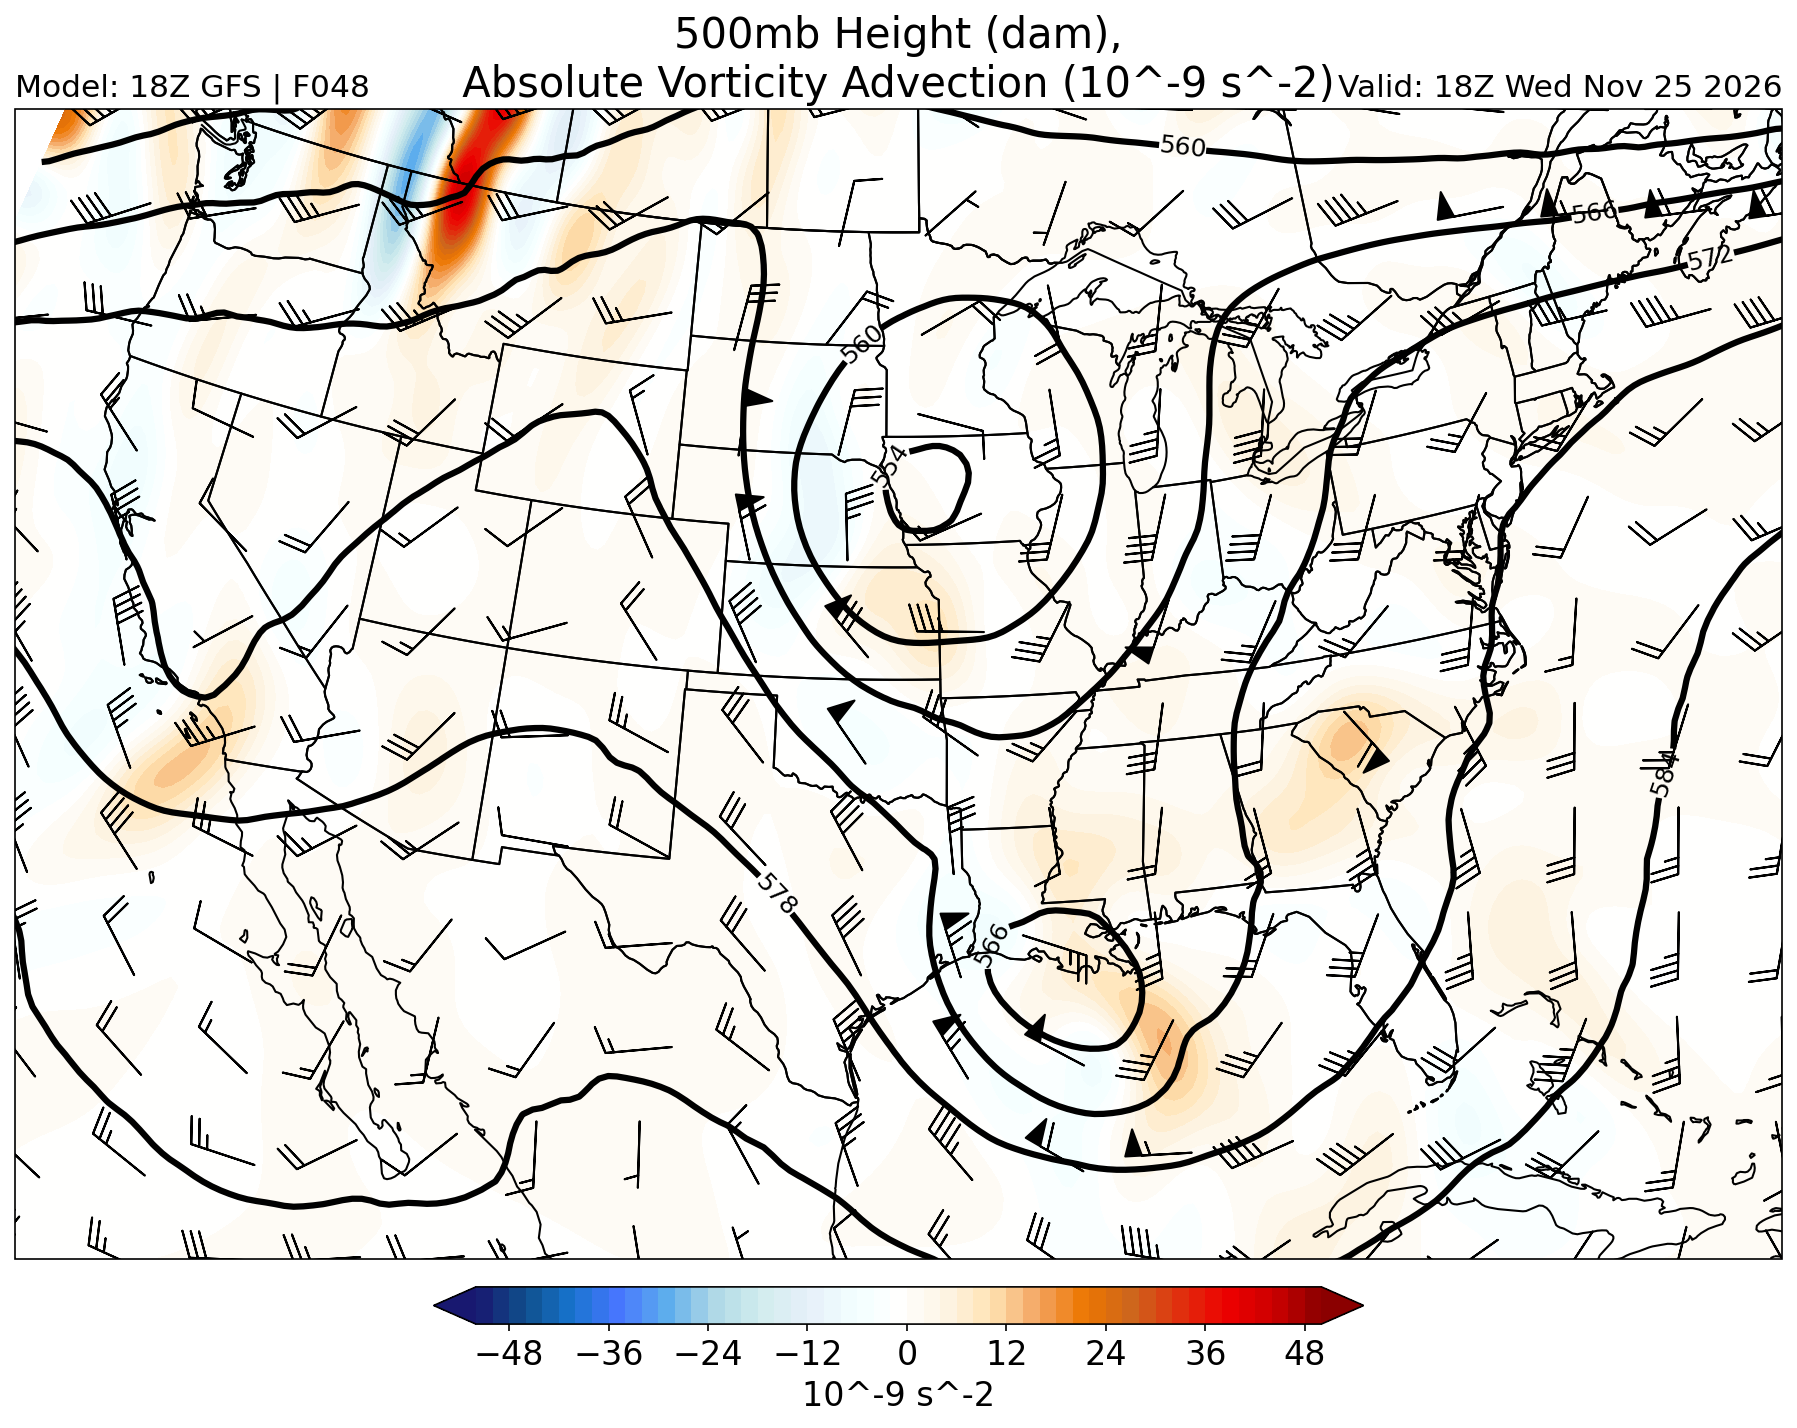 500mb Height (dam),
Model: 18Z GFS | F048
Absolute Vorticity Advection (10^-9 s^-2)
Valid: 18Z Wed Nov 25 2026
560
566
572
560
554
584
578
566
−48 −36 −24 −12 0 12 24 36 48
10^-9 s^-2